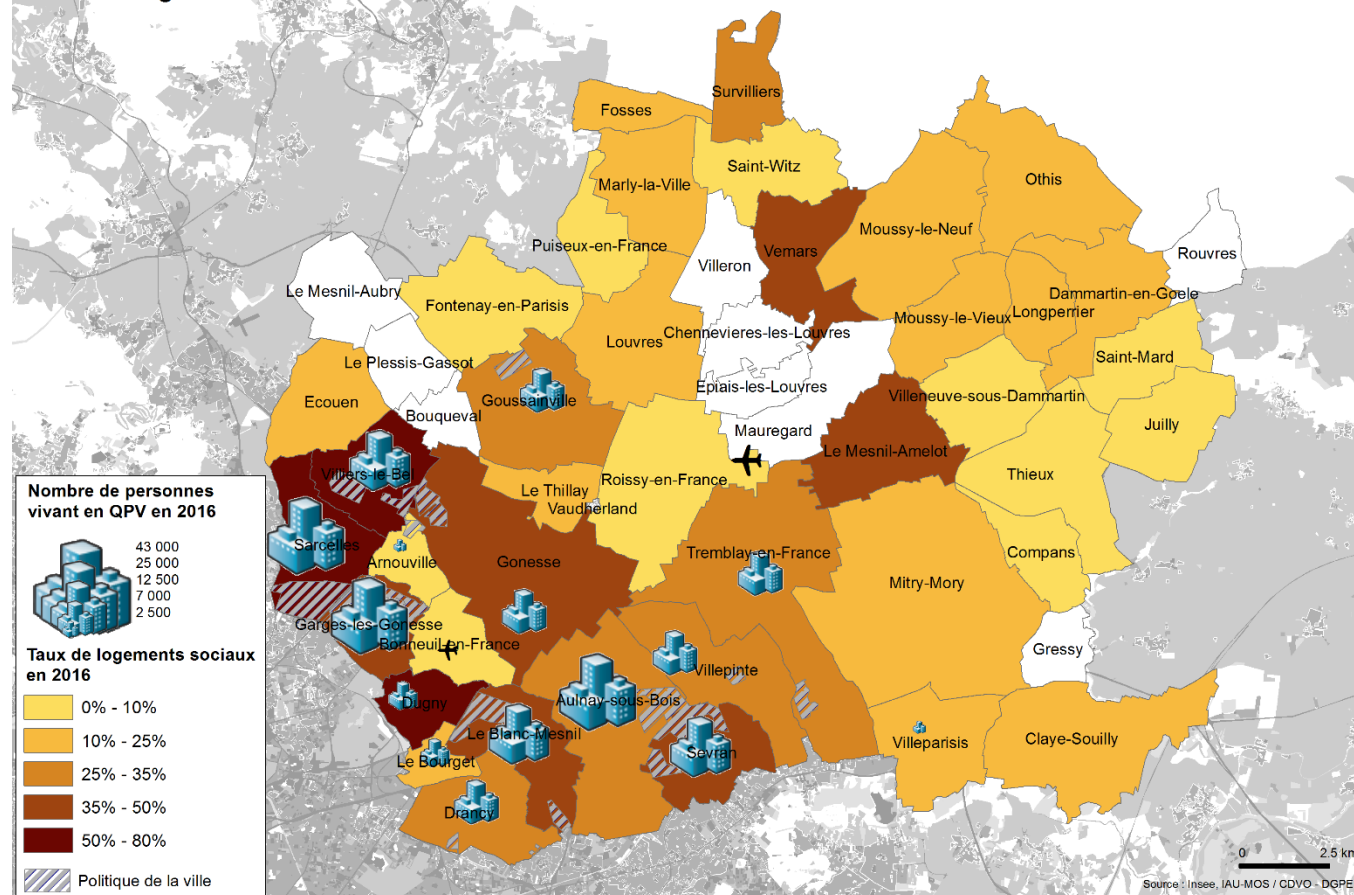 Survilliers
Fosses
Saint-Witz
Marly-la-Ville
Othis
Moussy-le-Neuf
Puiseux-en-France
Vemars
Villeron
Rouvres
Le Mesnil-Aubry
Fontenay-en-Parisis
Dammartin-en-Goele
Moussy-le-Vieux
Longperrier
Chennevieres-les-Louvres
Louvres
Saint-Mard
Le Plessis-Gassot
Epiais-les-Louvres
Villeneuve-sous-Dammartin
Ecouen
Goussainville
Bouqueval
Juilly
Mauregard
Le Mesnil-Amelot
Villiers-le-Bel
Thieux
Roissy-en-France
Le Thillay
Vaudherland
Sarcelles
Tremblay-en-France
Compans
Arnouville
Gonesse
Mitry-Mory
Garges-les-Gonesse
Bonneuil-en-France
Gressy
Villepinte
Dugny
Aulnay-sous-Bois
Le Blanc-Mesnil
Claye-Souilly
Villeparisis
Sevran
Le Bourget
Drancy
Nombre de personnes
vivant en QPV en 2016
43 000
25 000
12 500
7 000
2 500
Taux de logements sociaux
en 2016
0% - 10%
10% - 25%
25% - 35%
35% - 50%
50% - 80%
Politique de la ville
0 2.5 km
Source : Insee, IAU-MOS / CDVO - DGPE